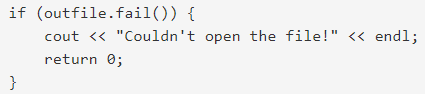 if (outfile.fail()) {
    cout << "Couldn't open the file!" << endl;
    return 0;
}